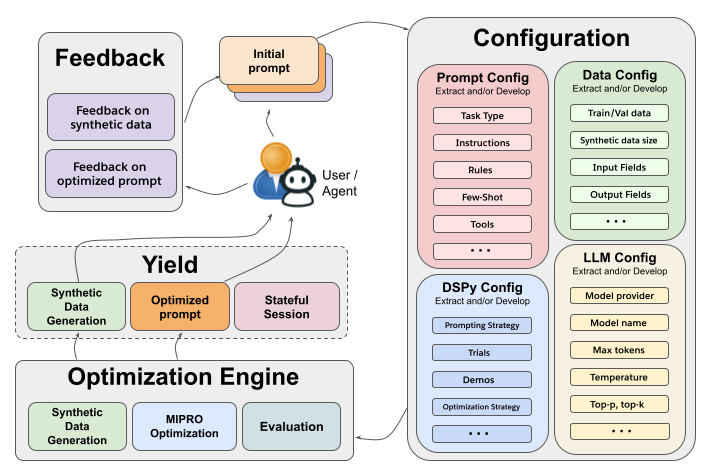 Feedback
Feedback on
synthetic data
Feedback on
optimized prompt
Initial
prompt
User /
Agent
Yield
Synthetic
Data
Generation
Optimized
prompt
Stateful
Session
Optimization Engine
Synthetic
Data
Generation
MIPRO
Optimization
Evaluation
Configuration
Prompt Config
Extract and/or Develop
Task Type
Instructions
Rules
Few-Shot
Tools
...
Data Config
Extract and/or Develop
Train/Val data
Synthetic data size
Input Fields
Output Fields
...
DSPy Config
Extract and/or Develop
Prompting Strategy
Trials
Demos
Optimization Strategy
...
LLM Config
Extract and/or Develop
Model provider
Model name
Max tokens
Temperature
Top-p, top-k
...